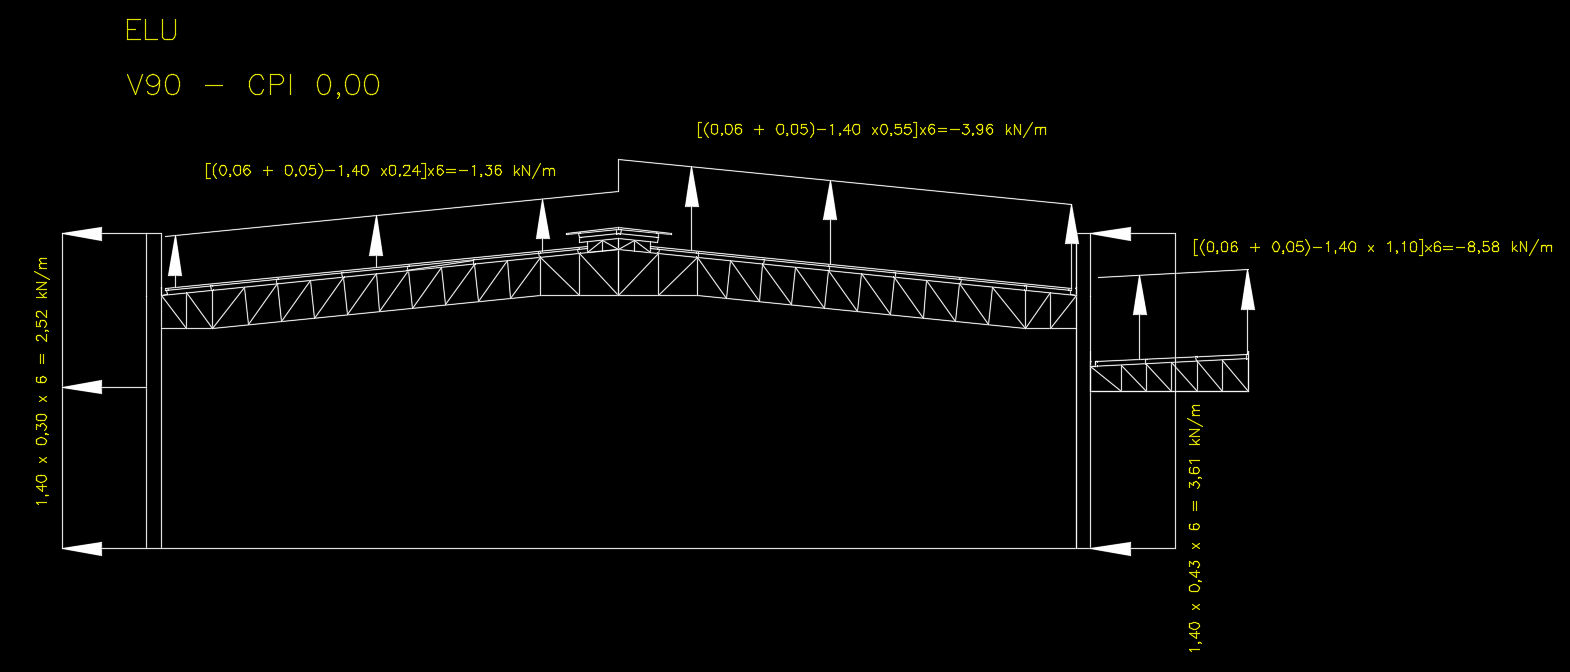 ELU
V90 - CPI 0,00
[(0,06 + 0,05)-1,40 x0,55]x6=-3,96 kN/m
[(0,06 + 0,05)-1,40 x0,24]x6=-1,36 kN/m
[(0,06 + 0,05)-1,40 x 1,10]x6=-8,58 kN/m
1,40 x 0,30 x 6 = 2,52 kN/m
1,40 x 0,43 x 6 = 3,61 kN/m